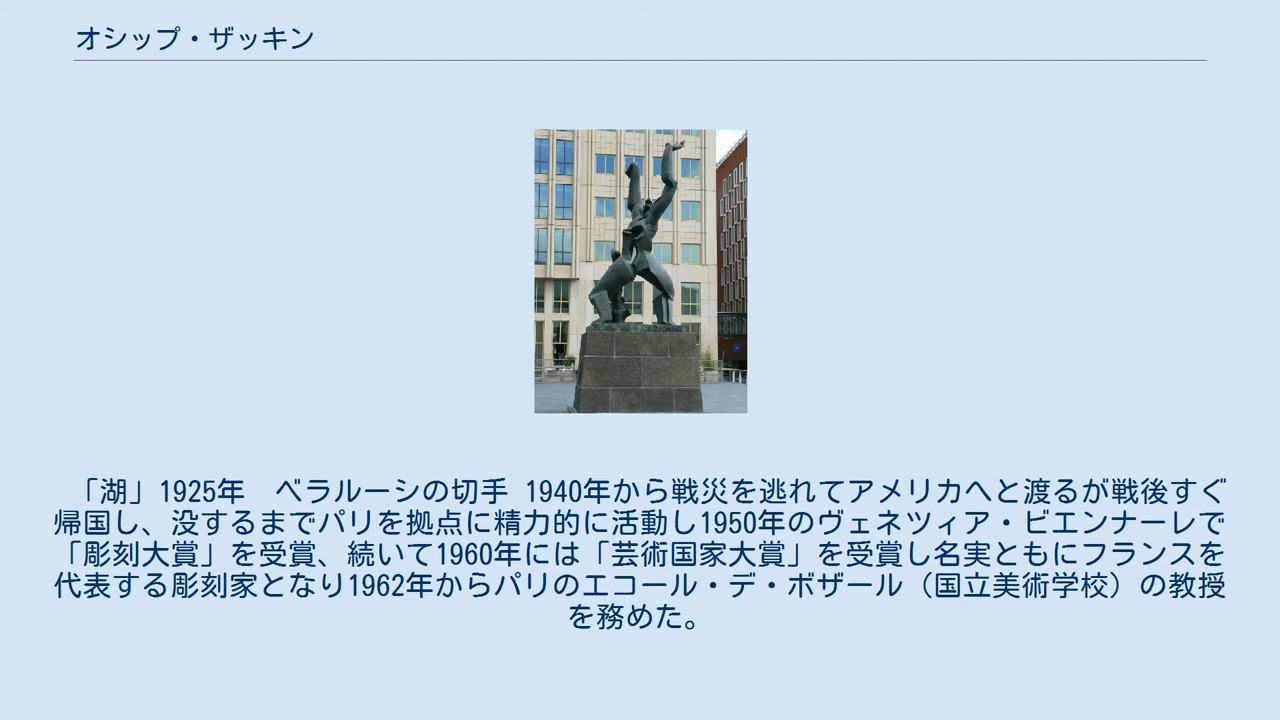 オシップ・ザッキン
「湖」1925年　ベラルーシの切手 1940年から戦災を逃れてアメリカへと渡るが戦後すぐ
帰国し、没するまでパリを拠点に精力的に活動し1950年のヴェネツィア・ビエンナーレで
「彫刻大賞」を受賞、続いて1960年には「芸術国家大賞」を受賞し名実ともにフランスを
代表する彫刻家となり1962年からパリのエコール・デ・ボザール（国立美術学校）の教授
を務めた。